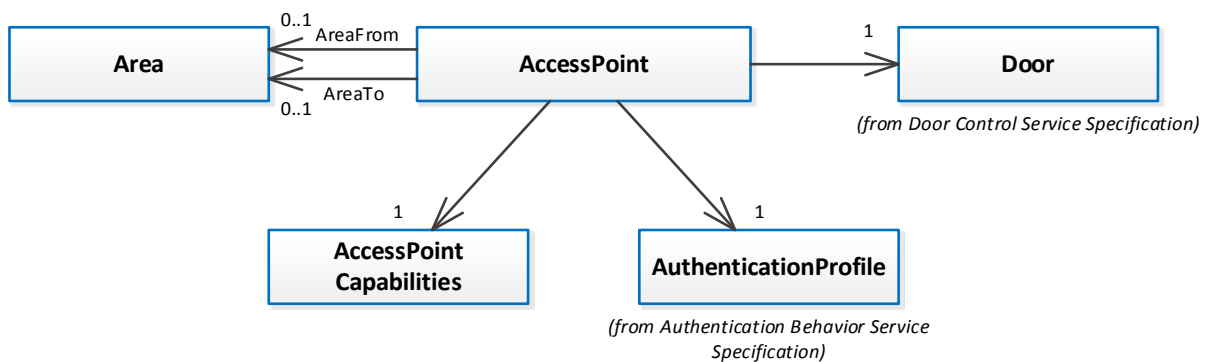 0..1
AreaFrom
Area
AreaTo
0..1
AccessPoint
1
Door
(from Door Control Service Specification)
1
AccessPoint
Capabilities
1
AuthenticationProfile
(from Authentication Behavior Service
Specification)